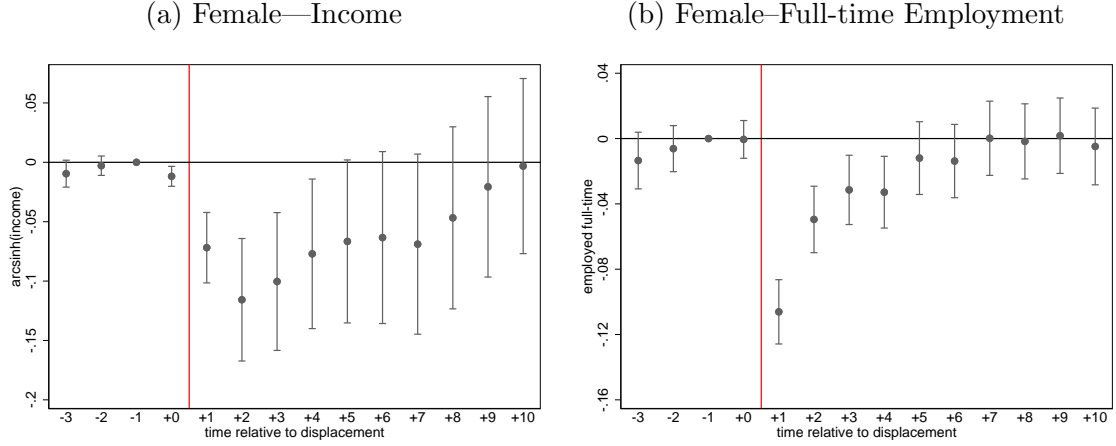 (a) Female—Income
arcsinh(income)
.05
0
-.05
-.1
-.15
-.2
-3 -2 -1 +0 +1 +2 +3 +4 +5 +6 +7 +8 +9 +10
time relative to displacement
(b) Female–Full-time Employment
employed full-time
.04
0
-.04
-.08
-.12
-.16
-3 -2 -1 +0 +1 +2 +3 +4 +5 +6 +7 +8 +9 +10
time relative to displacement